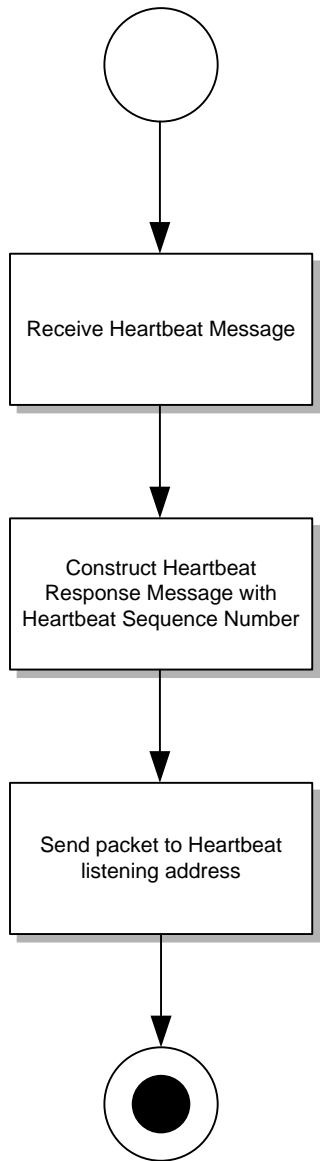 Receive Heartbeat Message
Construct Heartbeat
Response Message with
Heartbeat Sequence Number
Send packet to Heartbeat
listening address